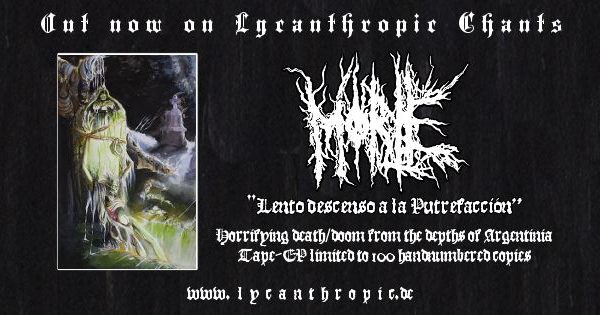 Out now on Lycanthropic Chants
MORTE
"Lento descenso a la Putrefacción"
Horrifying death/doom from the depths of Argentinia
Tape-EP limited to 100 handnumbered copies
www.lycanthropic.de